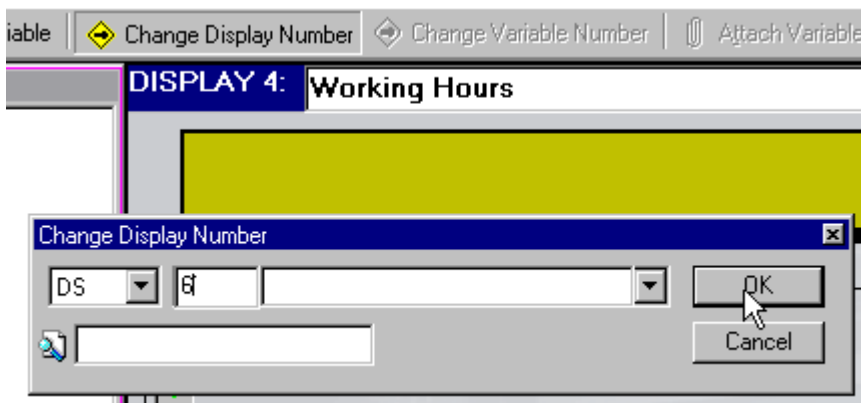 iable Change Display Number Change Variable Number Attach Variable
DISPLAY 4: Working Hours
Change Display Number
DS 6 OK
Cancel